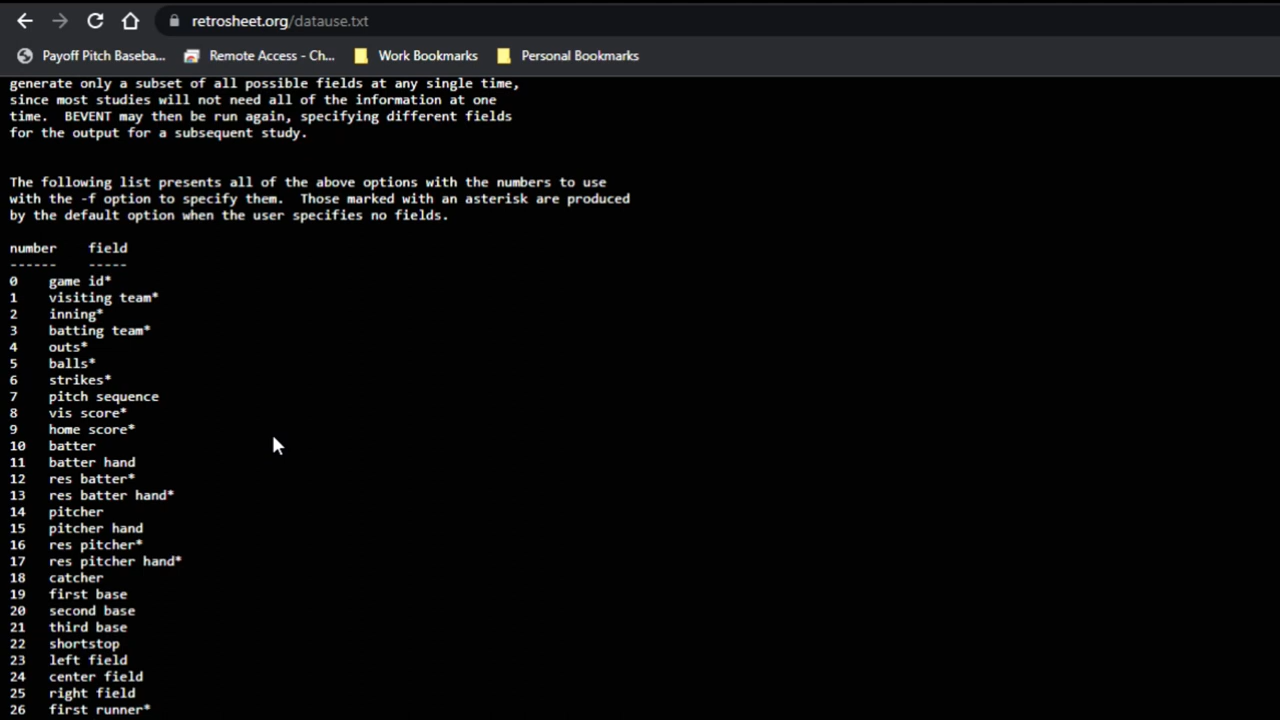 retrosheet.org/datause.txt
Payoff Pitch Baseba... Remote Access - Ch... Work Bookmarks Personal Bookmarks
generate only a subset of all possible fields at any single time,
since most studies will not need all of the information at one
time.  BEVENT may then be run again, specifying different fields
for the output for a subsequent study.
The following list presents all of the above options with the numbers to use
with the -f option to specify them.  Those marked with an asterisk are produced
by the default option when the user specifies no fields.
number    field
------    -----
0    game id*
1    visiting team*
2    inning*
3    batting team*
4    outs*
5    balls*
6    strikes*
7    pitch sequence
8    vis score*
9    home score*
10   batter
11   batter hand
12   res batter*
13   res batter hand*
14   pitcher
15   pitcher hand
16   res pitcher*
17   res pitcher hand*
18   catcher
19   first base
20   second base
21   third base
22   shortstop
23   left field
24   center field
25   right field
26   first runner*